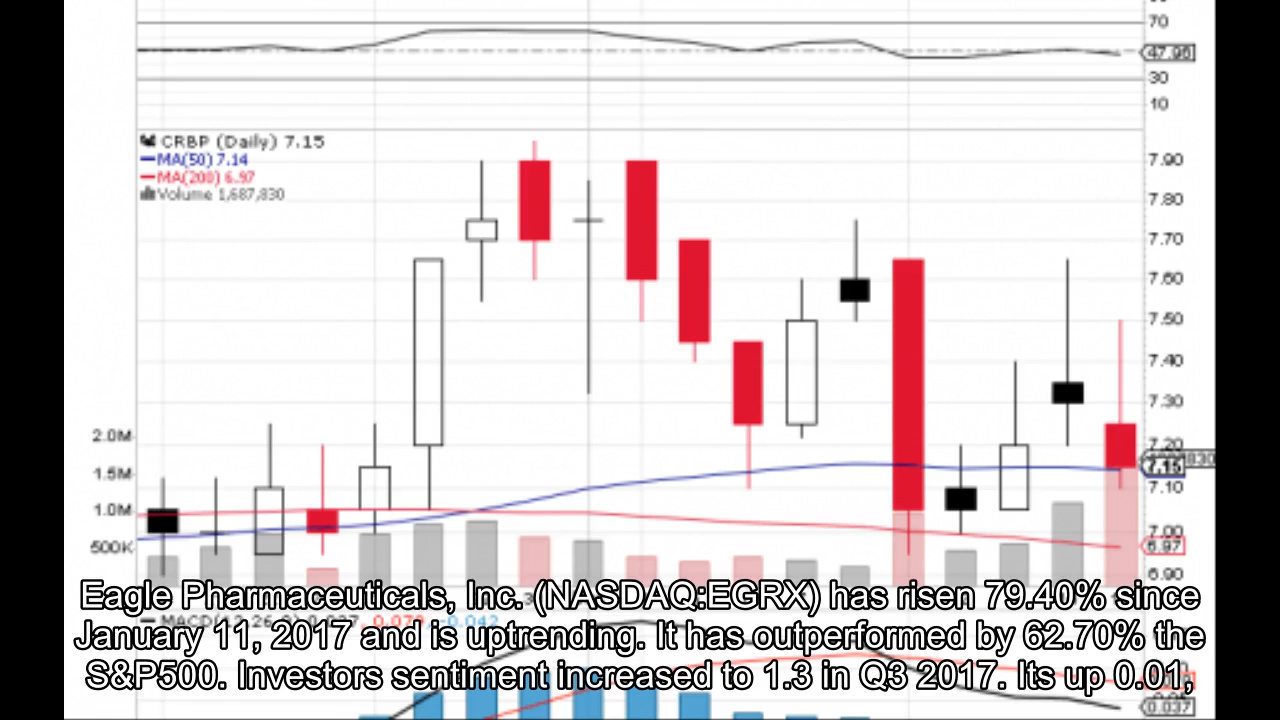 70
47.96
30
10
CRBP (Daily) 7.15
MA(50) 7.14
MA(200) 6.97
Volume 1,687,830
7.90
7.80
7.70
7.60
7.50
7.40
7.30
7.20
7.15
7.10
7.00
6.97
6.90
2.0M
1.5M
1.0M
500K
Eagle Pharmaceuticals, Inc. (NASDAQ:EGRX) has risen 79.40% since
January 11, 2017 and is uptrending. It has outperformed by 62.70% the
S&P500. Investors sentiment increased to 1.3 in Q3 2017. Its up 0.01,
0.037